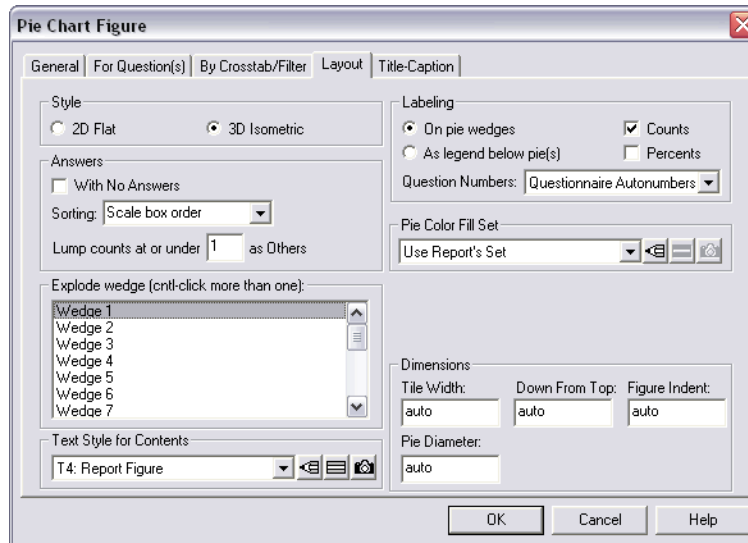 Pie Chart Figure
General For Question(s) By Crosstab/Filter Layout Title-Caption
Style
2D Flat 3D Isometric
Answers
With No Answers
Sorting: Scale box order
Lump counts at or under 1 as Others
Explode wedge (cntl-click more than one):
Wedge 1
Wedge 2
Wedge 3
Wedge 4
Wedge 5
Wedge 6
Wedge 7
Text Style for Contents
T4: Report Figure
Labeling
On pie wedges Counts
As legend below pie(s) Percents
Question Numbers: Questionnaire Autonumbers
Pie Color Fill Set
Use Report's Set
Dimensions
Tile Width: Down From Top: Figure Indent:
auto auto auto
Pie Diameter:
auto
OK Cancel Help